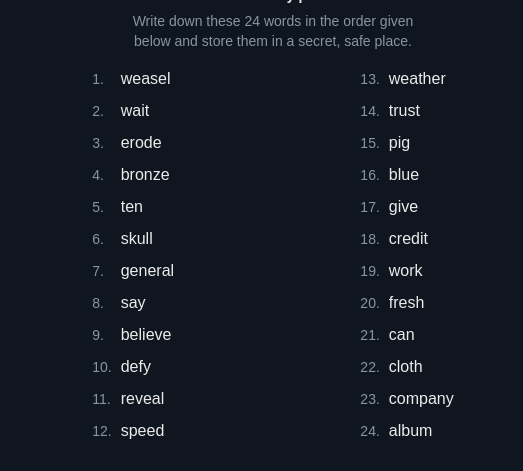 Write down these 24 words in the order given
below and store them in a secret, safe place.
1. weasel
2. wait
3. erode
4. bronze
5. ten
6. skull
7. general
8. say
9. believe
10. defy
11. reveal
12. speed
13. weather
14. trust
15. pig
16. blue
17. give
18. credit
19. work
20. fresh
21. can
22. cloth
23. company
24. album